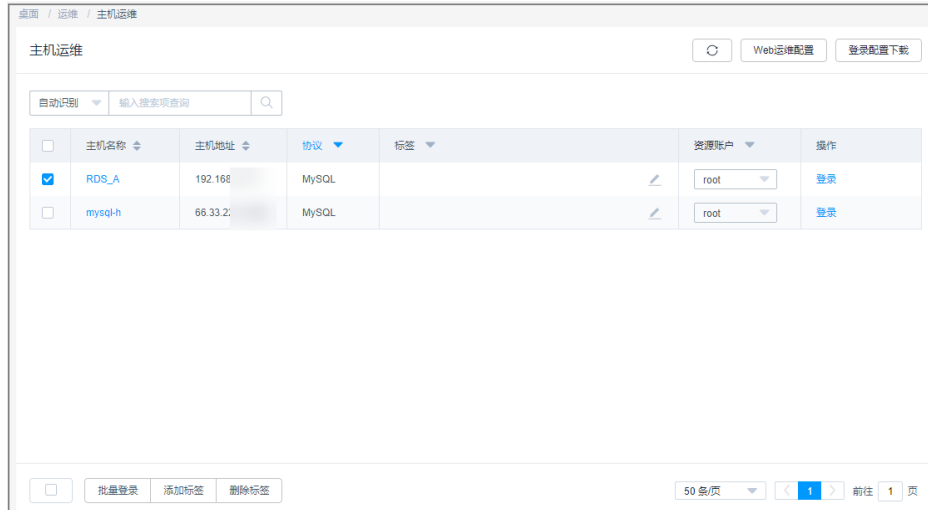 桌面 / 运维 / 主机运维
主机运维
Web运维配置
登录配置下载
自动识别
输入搜索项查询
主机名称
主机地址
协议
标签
资源账户
操作
RDS_A
192.168
MySQL
root
登录
mysql-h
66.33.2
MySQL
root
登录
批量登录
添加标签
删除标签
50 条/页
1
前往 1 页